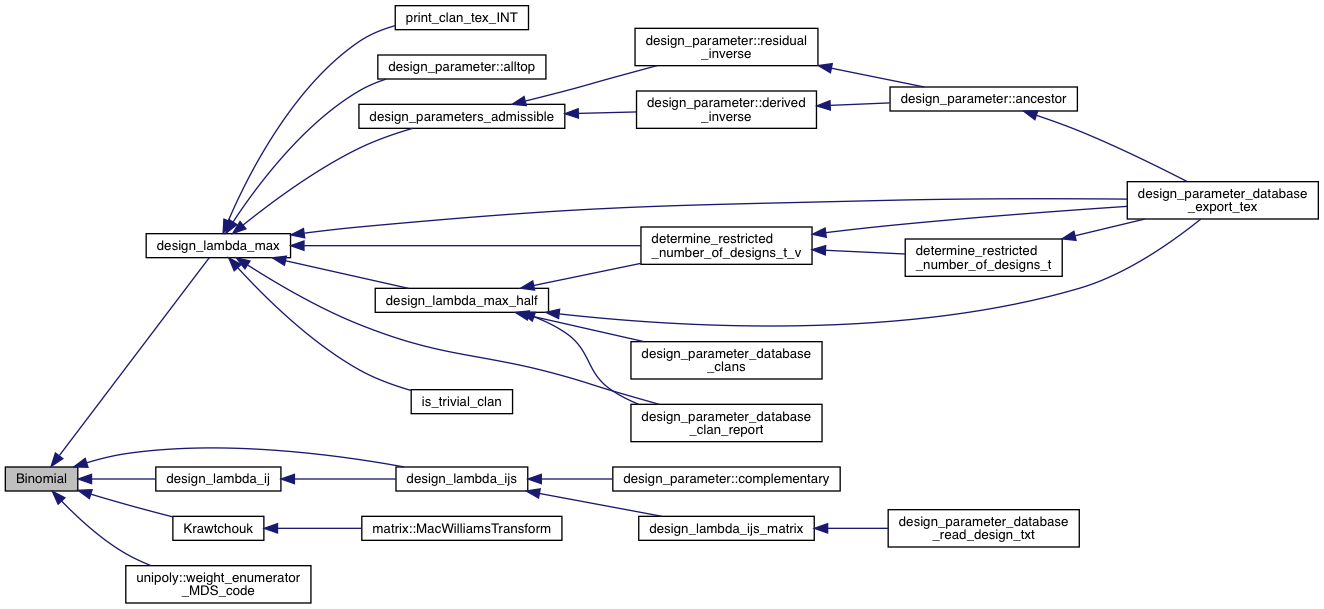 print_clan_tex_INT
design_parameter::alltop
design_parameters_admissible
design_parameter::residual
_inverse
design_parameter::derived
_inverse
design_parameter::ancestor
design_parameter_database
_export_tex
design_lambda_max
determine_restricted
_number_of_designs_t_v
determine_restricted
_number_of_designs_t
design_lambda_max_half
design_parameter_database
_clans
is_trivial_clan
design_parameter_database
_clan_report
Binomial
design_lambda_ij
design_lambda_ijs
design_parameter::complementary
Krawtchouk
matrix::MacWilliamsTransform
design_lambda_ijs_matrix
design_parameter_database
_read_design_txt
unipoly::weight_enumerator
_MDS_code